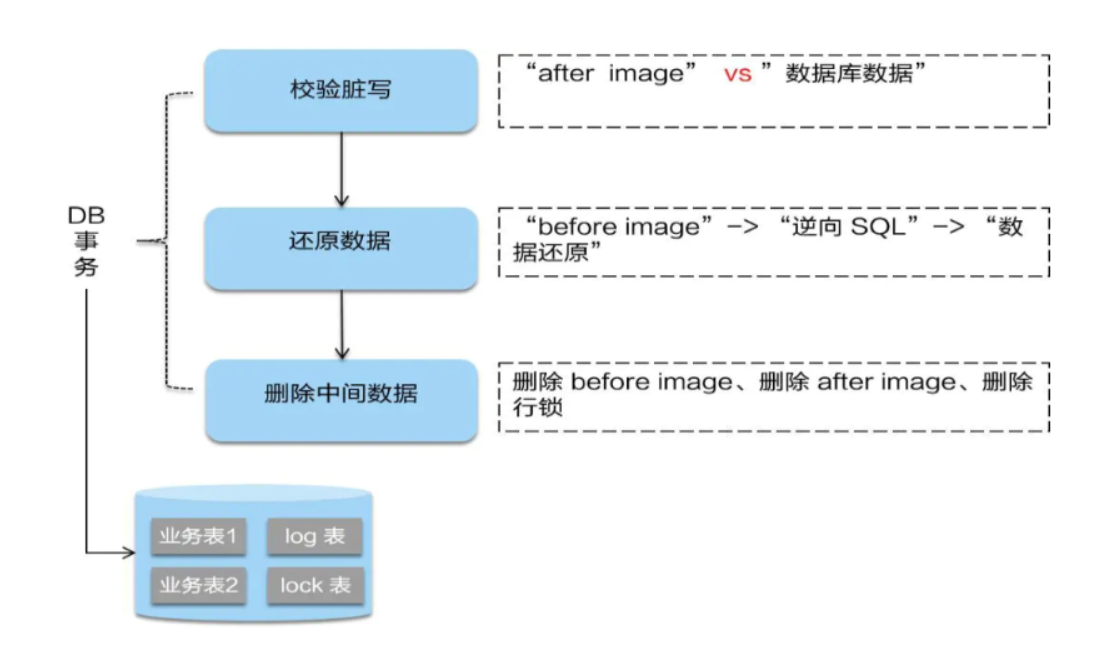 校验脏写
“after image” vs ”数据库数据”
DB
事
务
还原数据
“before image”–> “逆向 SQL”–> “数
据还原”
删除中间数据
删除 before image、删除 after image、删除
行锁
业务表1
log 表
业务表2
lock 表